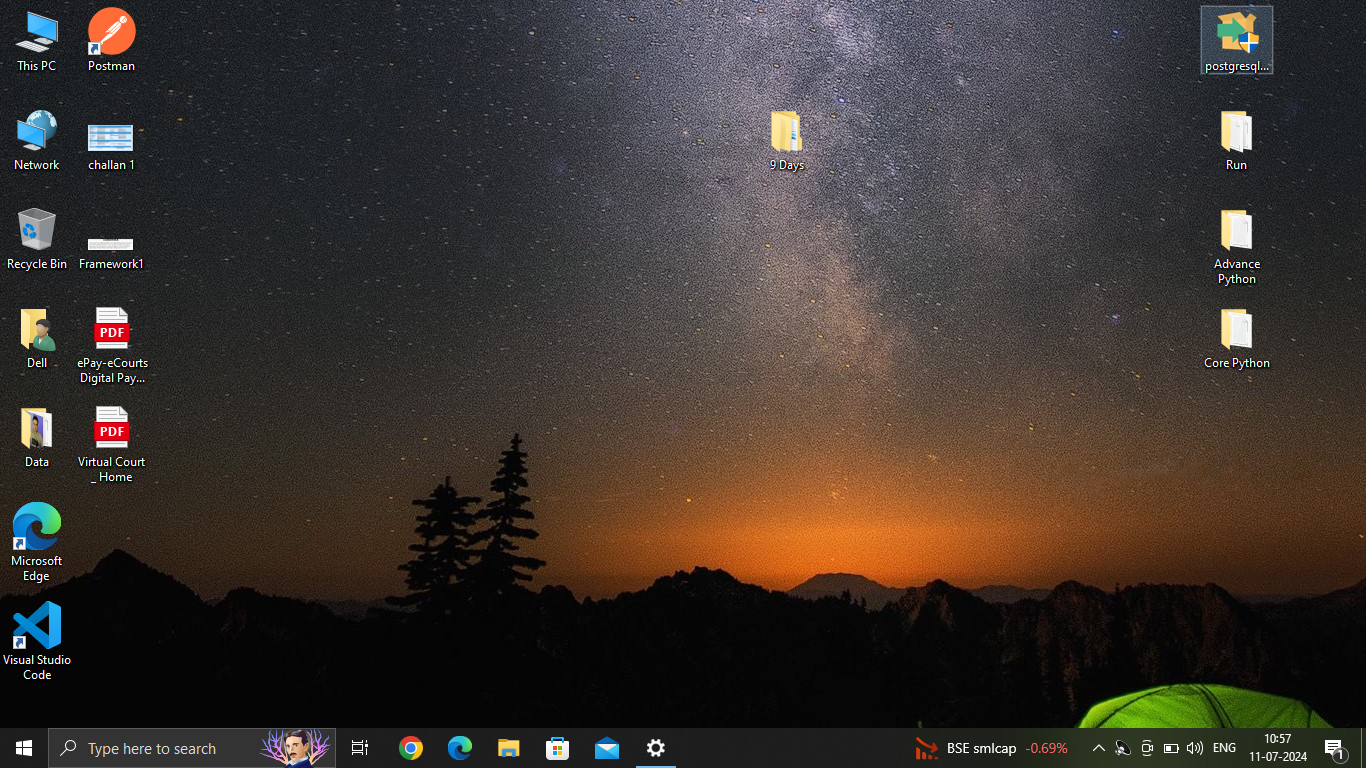 This PC
Postman
postgresql...
Network
challan 1
9 Days
Run
Recycle Bin
Framework1
Advance
Python
Dell
PDF
ePay-eCourts
Digital Pay...
Core Python
Data
PDF
Virtual Court
_ Home
Microsoft
Edge
Visual Studio
Code
Type here to search
BSE smlcap -0.69%
ENG
10:57
11-07-2024
1